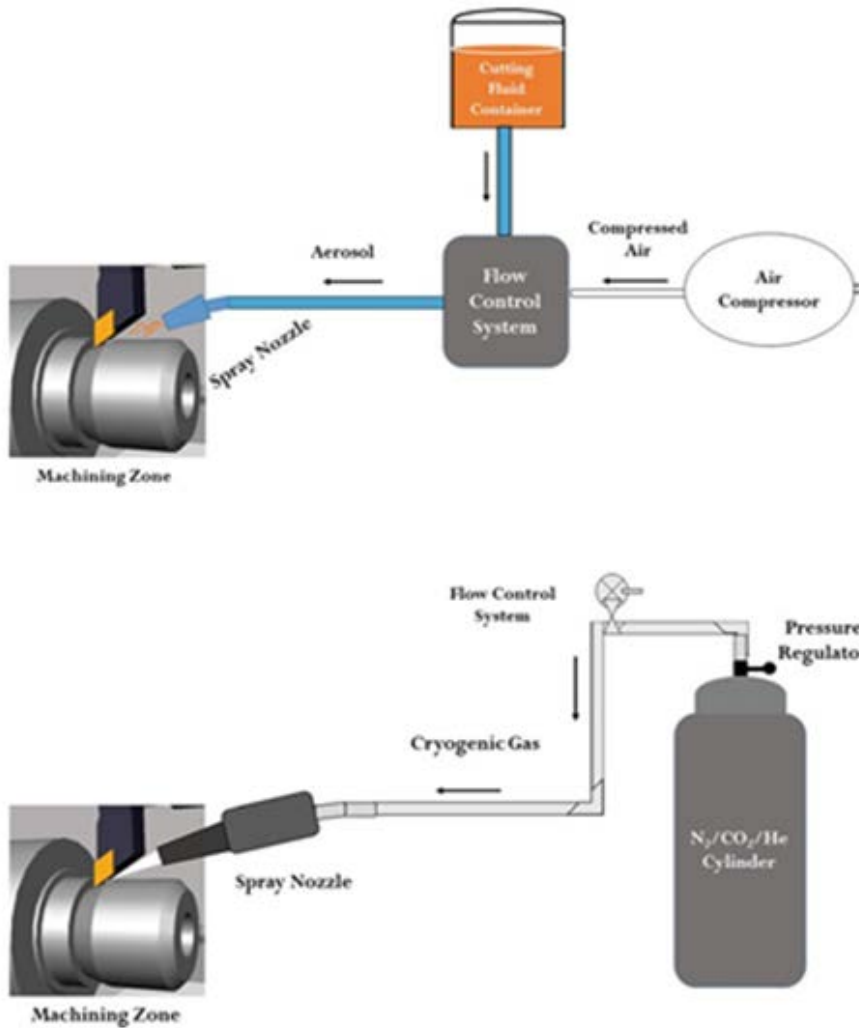 Cutting
Fluid
Container
Compressed
Air
Aerosol
Flow
Control
System
Air
Compressor
Spray Nozzle
Machining Zone
Flow Control
System
Pressure
Regulato
Cryogenic Gas
N₂/CO₂/He
Cylinder
Spray Nozzle
Machining Zone